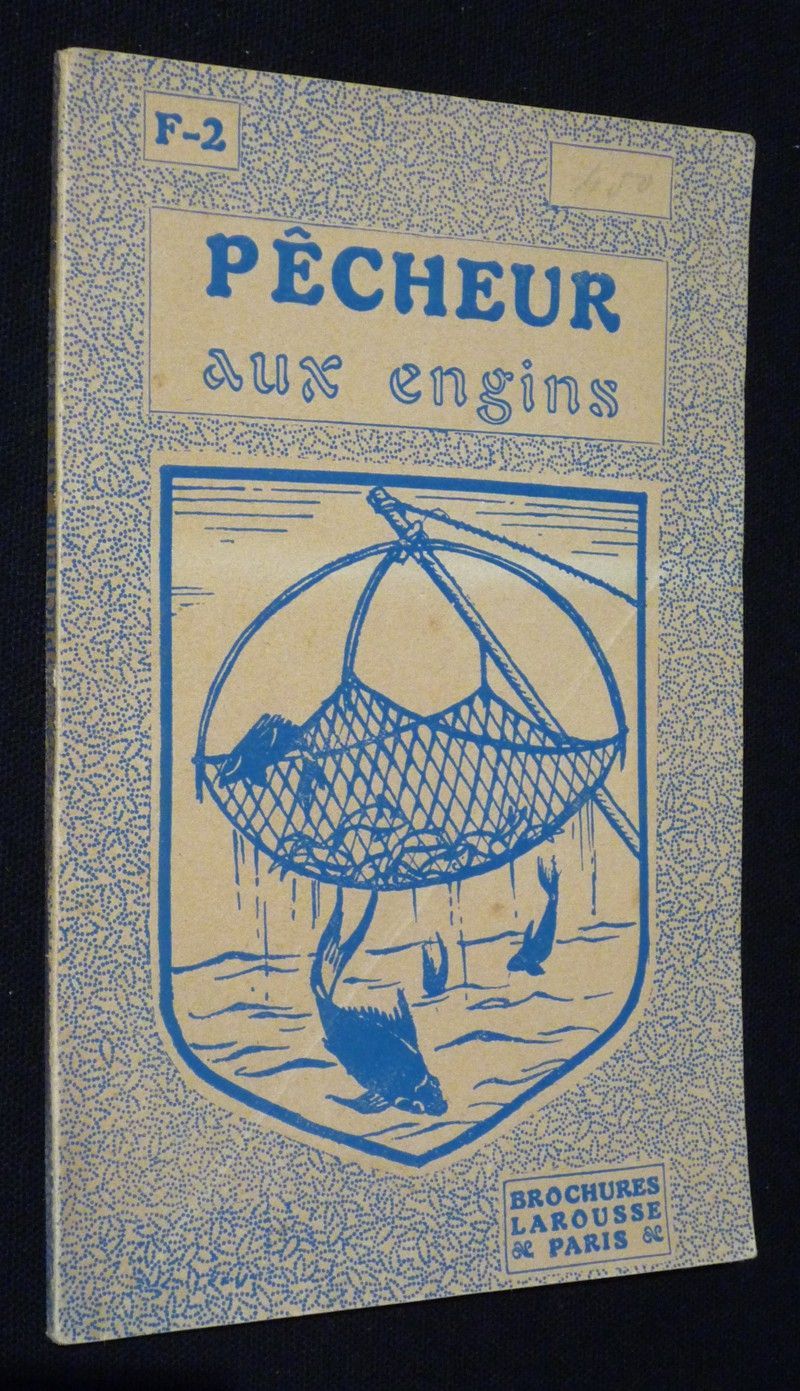 F-2
PÊCHEUR
aux engins
BROCHURES
LAROUSSE
PARIS